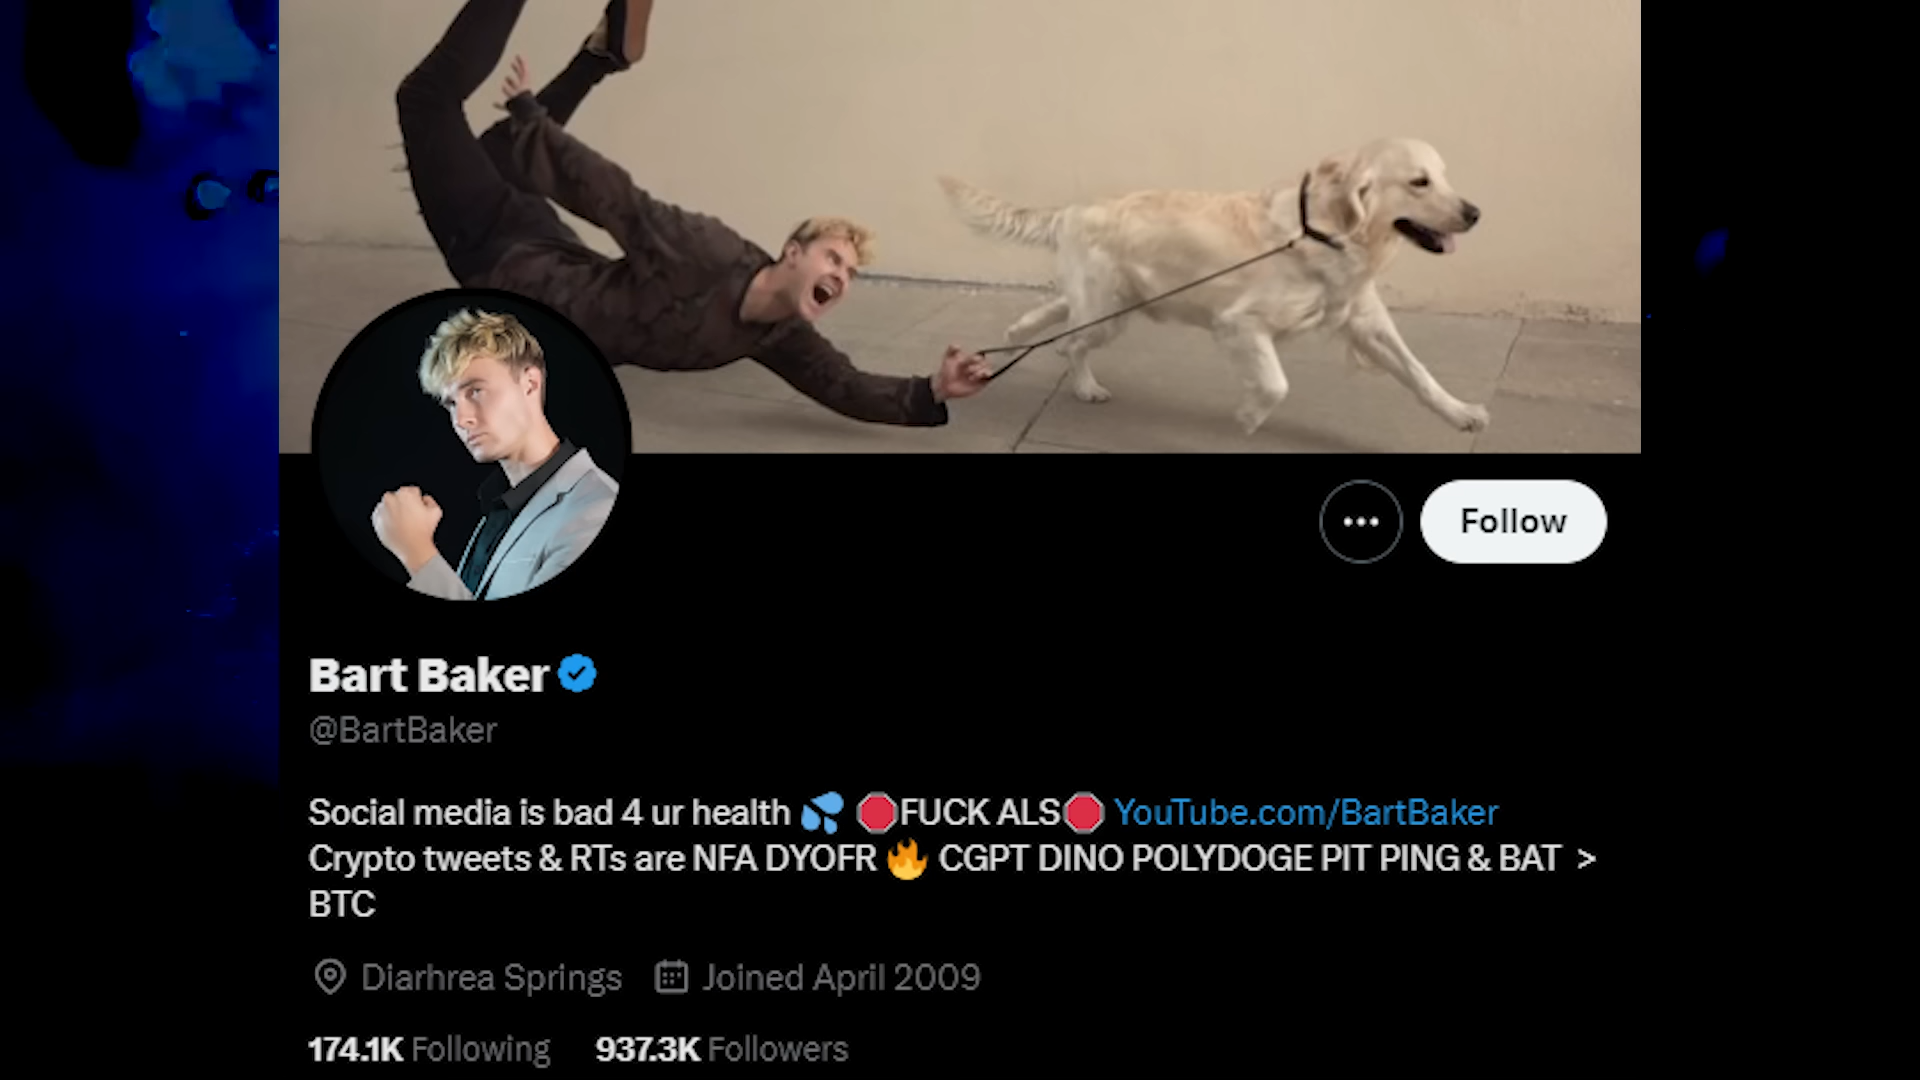 Follow
Bart Baker
@BartBaker
Social media is bad 4 ur health 💦 🛑FUCK ALS🛑 YouTube.com/BartBaker
Crypto tweets & RTs are NFA DYOFR 🔥 CGPT DINO POLYDOGE PIT PING & BAT >
BTC
Diarhrea Springs Joined April 2009
174.1K Following 937.3K Followers